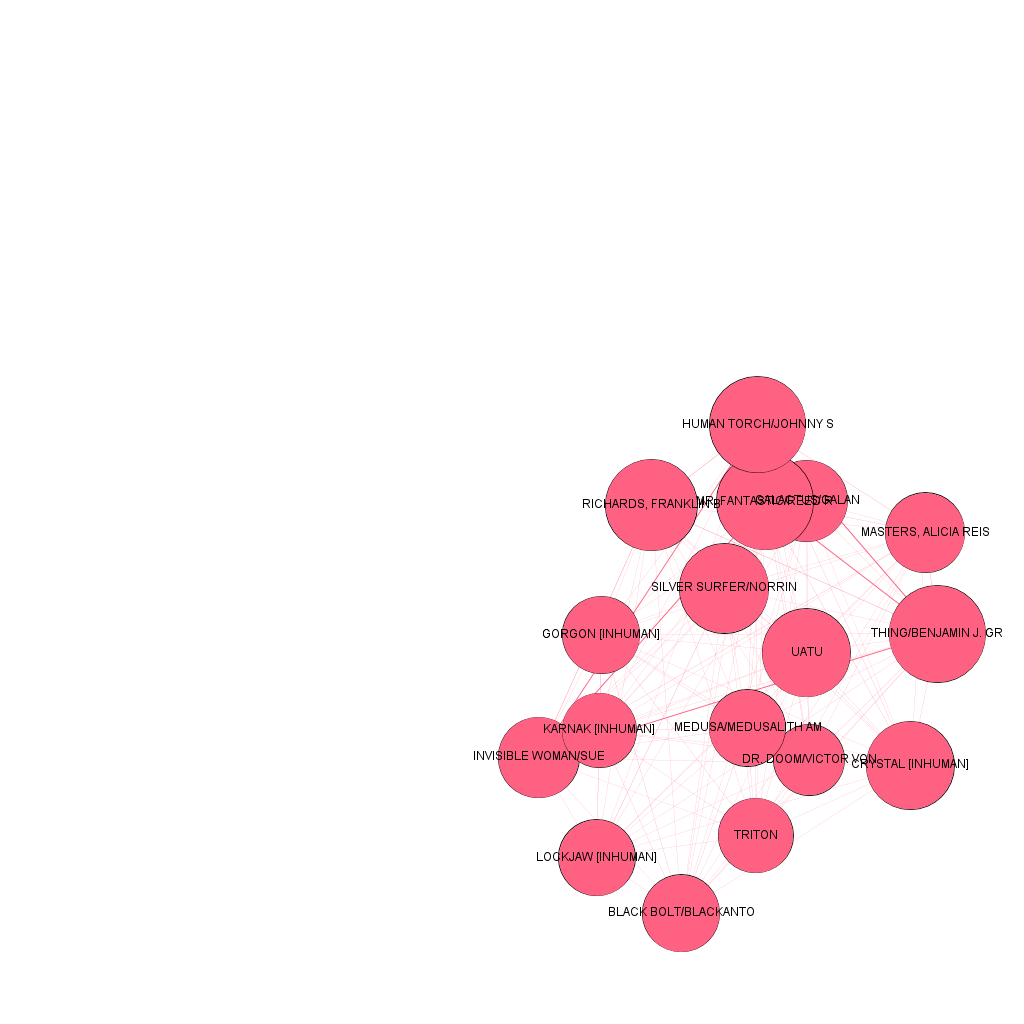 HUMAN TORCH/JOHNNY S
RICHARDS, FRANKLIN B
MR. FANTASTIC/REED R
GALACTUS/GALAN
MASTERS, ALICIA REIS
SILVER SURFER/NORRIN
GORGON [INHUMAN]
THING/BENJAMIN J. GR
UATU
KARNAK [INHUMAN]
MEDUSA/MEDUSALITH AM
INVISIBLE WOMAN/SUE
DR. DOOM/VICTOR VON
CRYSTAL [INHUMAN]
TRITON
LOCKJAW [INHUMAN]
BLACK BOLT/BLACKANTO